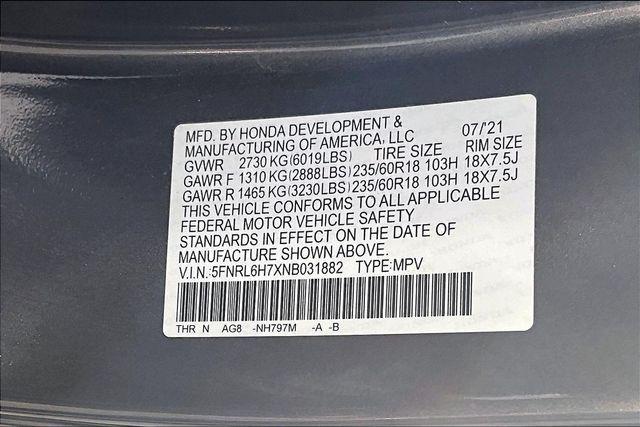 MFD. BY HONDA DEVELOPMENT &
MANUFACTURING OF AMERICA, LLC 07/'21
GVWR 2730 KG(6019LBS) TIRE SIZE RIM SIZE
GAWR F 1310 KG(2888LBS) 235/60R18 103H 18X7.5J
GAWR R 1465 KG(3230LBS) 235/60R18 103H 18X7.5J
THIS VEHICLE CONFORMS TO ALL APPLICABLE
FEDERAL MOTOR VEHICLE SAFETY
STANDARDS IN EFFECT ON THE DATE OF
MANUFACTURE SHOWN ABOVE.
V.I.N.:5FNRL6H7XNB031882 TYPE:MPV
THR N AG8 -NH797M -A -B